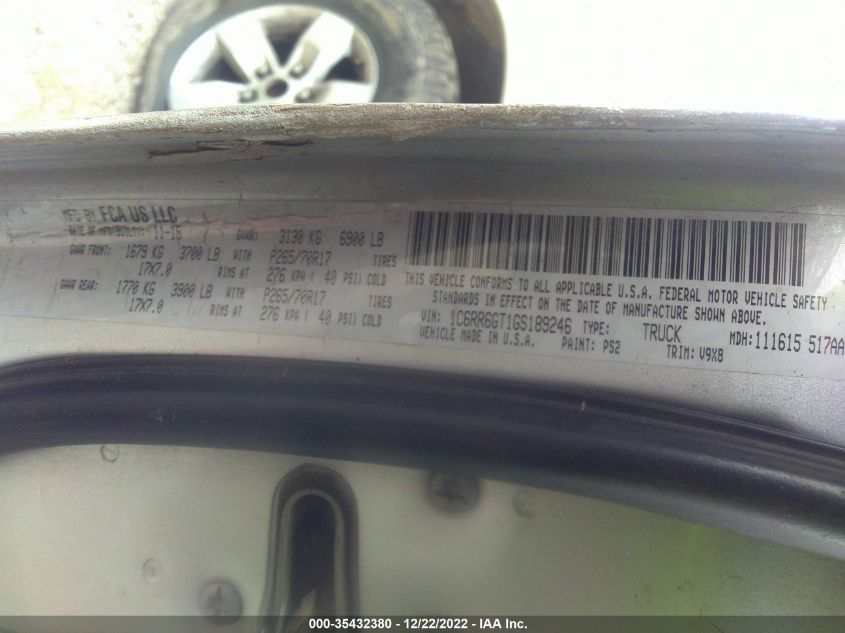 MFD BY FCA US LLC
DATE OF MFR(VEHICULE): 11-15 GVWR: 3130 KG 6900 LB
GAWR FRONT: 1679 KG 3700 LB WITH P265/70R17 TIRES
17X7.0 RIMS AT 276 KPA ( 40 PSI) COLD
GAWR REAR: 1770 KG 3900 LB WITH P265/70R17 TIRES
17X7.0 RIMS AT 276 KPA ( 40 PSI) COLD
THIS VEHICLE CONFORMS TO ALL APPLICABLE U.S.A. FEDERAL MOTOR VEHICLE SAFETY
STANDARDS IN EFFECT ON THE DATE OF MANUFACTURE SHOWN ABOVE.
VIN: 1C6RR6GT1GS189246 TYPE: TRUCK MDH:111615 517AA
VEHICLE MADE IN U.S.A. PAINT: PS2 TRIM: V9X8
000-35432380 - 12/22/2022 - IAA Inc.